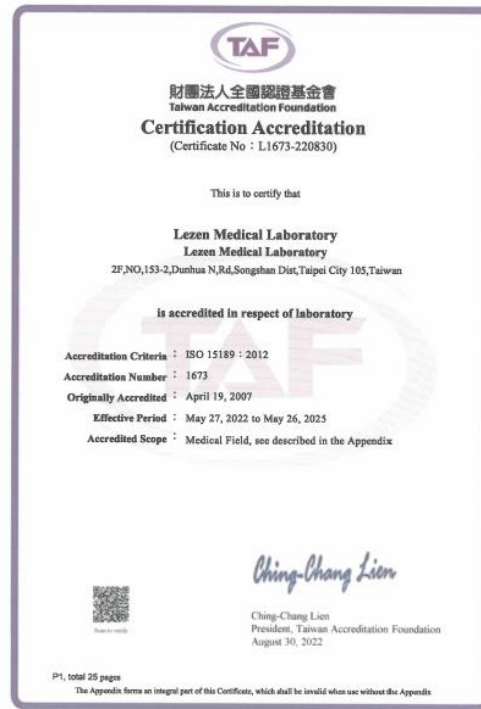 TAF
財團法人全國認證基金會
Taiwan Accreditation Foundation
Certification Accreditation
(Certificate No：L1673-220830)
This is to certify that
Lezen Medical Laboratory
Lezen Medical Laboratory
2F,NO,153-2,Dunhua N,Rd,Songshan Dist,Taipei City 105,Taiwan
is accredited in respect of laboratory
TAF
Accreditation Criteria：ISO 15189：2012
Accreditation Number：1673
Originally Accredited：April 19, 2007
Effective Period：May 27, 2022 to May 26, 2025
Accredited Scope：Medical Field, see described in the Appendix
Ching-Chang Lien
Ching-Chang Lien
President, Taiwan Accreditation Foundation
August 30, 2022
P1, total 25 pages
The Appendix forms an integral part of this Certificate, which shall be invalid when use without the Appendix